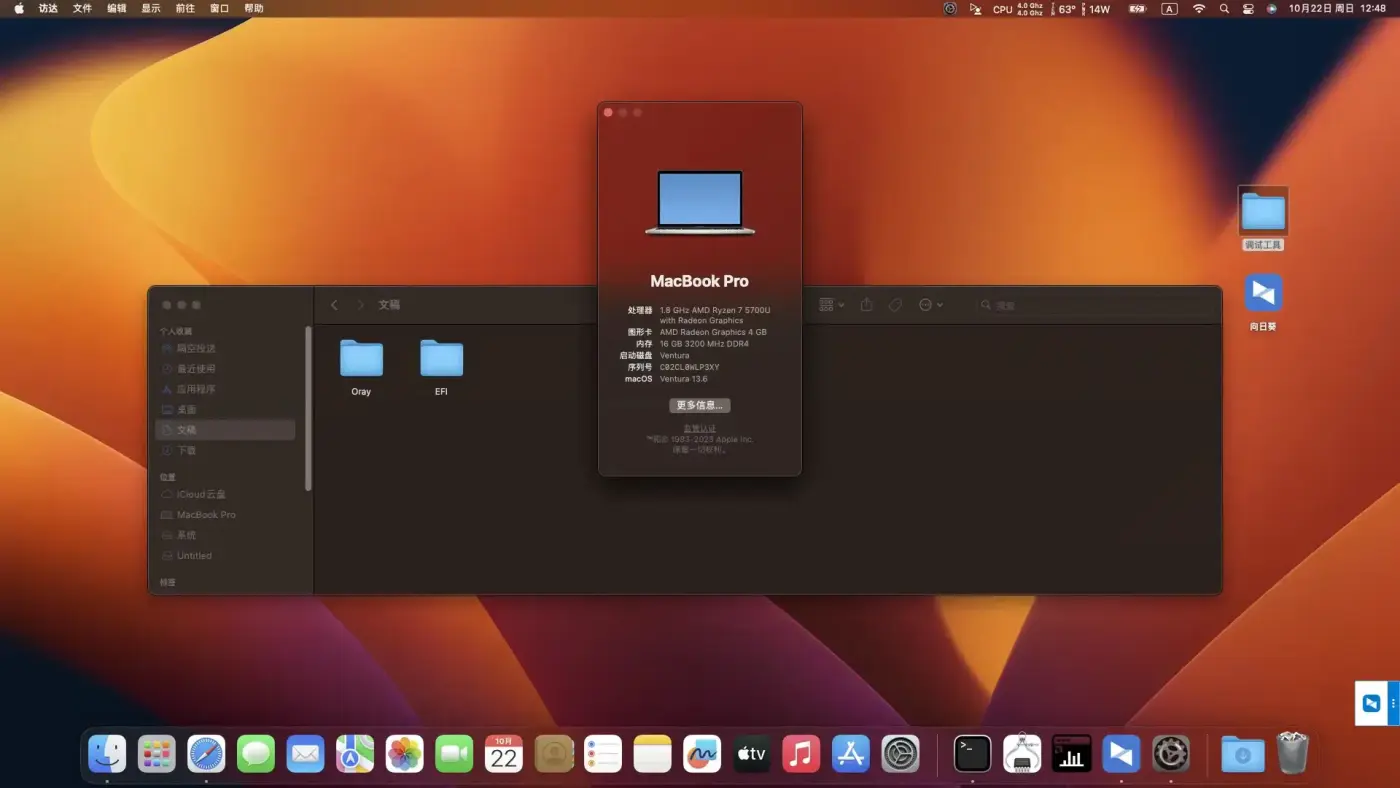 访达 文件 编辑 显示 前往 窗口 帮助
CPU 4.0 Ghz 4.0 Ghz 63° 14W A 10月22日 周日 12:48
MacBook Pro
处理器 1.8 GHz AMD Ryzen 7 5700U
with Radeon Graphics
图形卡 AMD Radeon Graphics 4 GB
内存 16 GB 3200 MHz DDR4
启动磁盘 Ventura
序列号 C02CL0WLP3XY
macOS Ventura 13.6
更多信息...
监管认证
™和© 1983-2023 Apple Inc.
保留一切权利。
文稿
搜索
个人收藏
隔空投送
最近使用
应用程序
桌面
文稿
下载
位置
iCloud云盘
MacBook Pro
系统
Untitled
标签
Oray
EFI
调试工具
向日葵
10月
22
tv